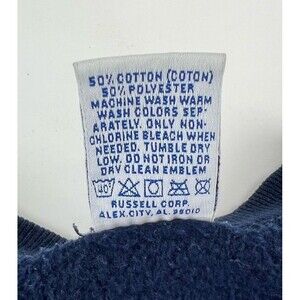 50% COTTON (COTON)
50% POLYESTER
MACHINE WASH WARM
WASH COLORS SEP-
ARATELY. ONLY NON-
CHLORINE BLEACH WHEN
NEEDED. TUMBLE DRY
LOW. DO NOT IRON OR
DRY CLEAN EMBLEM
40°
RUSSELL CORP.
ALEX.CITY, AL. 35010